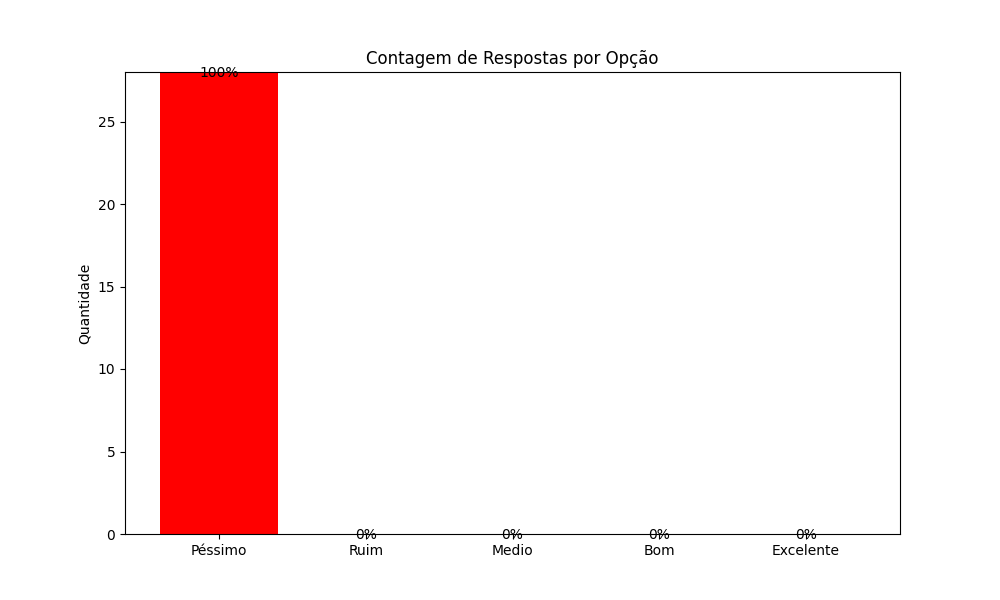 Contagem de Respostas por Opção
100%
25
20
15
10
5
0
Quantidade
0% 0% 0% 0%
Péssimo Ruim Medio Bom Excelente